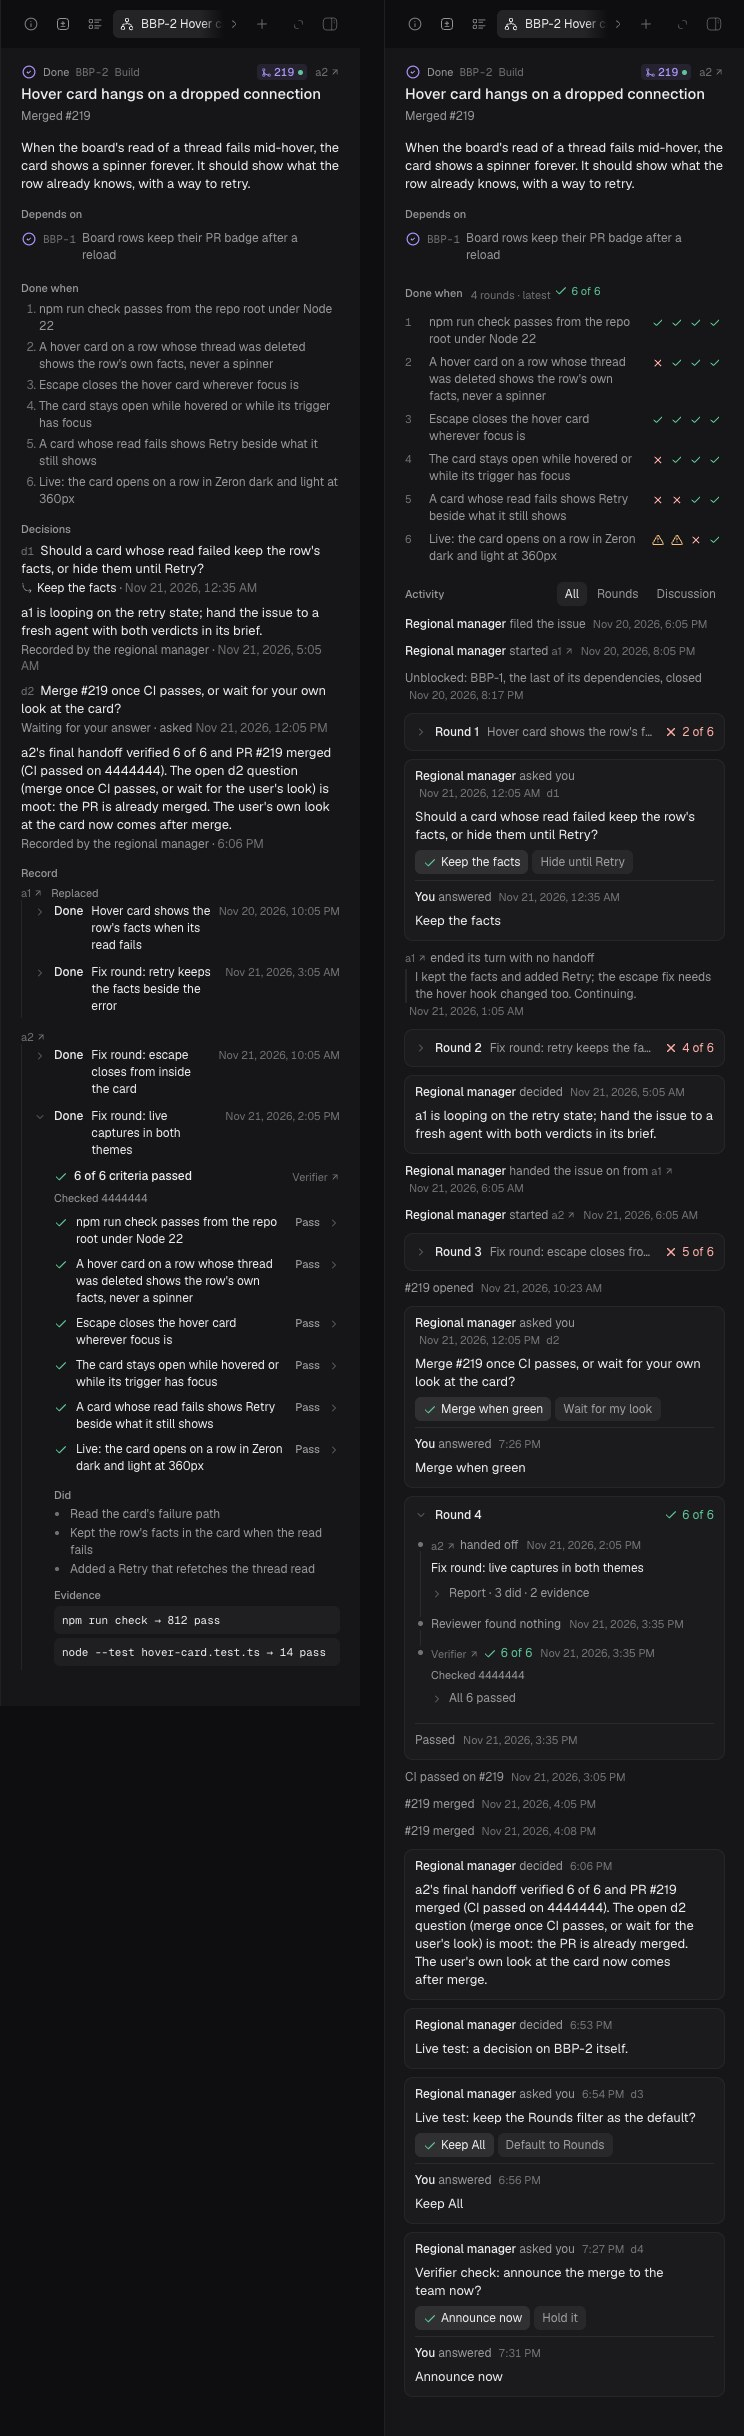 BBP-2 Hover c
Done BBP-2 Build 219 a2 ↗
Hover card hangs on a dropped connection
Merged #219
When the board's read of a thread fails mid-hover, the
card shows a spinner forever. It should show what the
row already knows, with a way to retry.
Depends on
BBP-1 Board rows keep their PR badge after a
reload
Done when
1. npm run check passes from the repo root under Node
22
2. A hover card on a row whose thread was deleted
shows the row's own facts, never a spinner
3. Escape closes the hover card wherever focus is
4. The card stays open while hovered or while its trigger
has focus
5. A card whose read fails shows Retry beside what it
still shows
6. Live: the card opens on a row in Zeron dark and light at
360px
Decisions
d1 Should a card whose read failed keep the row's
facts, or hide them until Retry?
Keep the facts · Nov 21, 2026, 12:35 AM
a1 is looping on the retry state; hand the issue to a
fresh agent with both verdicts in its brief.
Recorded by the regional manager · Nov 21, 2026, 5:05
AM
d2 Merge #219 once CI passes, or wait for your own
look at the card?
Waiting for your answer · asked Nov 21, 2026, 12:05 PM
a2's final handoff verified 6 of 6 and PR #219 merged
(CI passed on 4444444). The open d2 question
(merge once CI passes, or wait for the user's look) is
moot: the PR is already merged. The user's own look
at the card now comes after merge.
Recorded by the regional manager · 6:06 PM
Record
a1 ↗ Replaced
Done Hover card shows the Nov 20, 2026, 10:05 PM
row's facts when its
read fails
Done Fix round: retry keeps Nov 21, 2026, 3:05 AM
the facts beside the
error
a2 ↗
Done Fix round: escape Nov 21, 2026, 10:05 AM
closes from inside
the card
Done Fix round: live Nov 21, 2026, 2:05 PM
captures in both
themes
6 of 6 criteria passed Verifier ↗
Checked 4444444
npm run check passes from the repo Pass
root under Node 22
A hover card on a row whose thread Pass
was deleted shows the row's own
facts, never a spinner
Escape closes the hover card Pass
wherever focus is
The card stays open while hovered or Pass
while its trigger has focus
A card whose read fails shows Retry Pass
beside what it still shows
Live: the card opens on a row in Zeron Pass
dark and light at 360px
Did
• Read the card's failure path
• Kept the row's facts in the card when the read
fails
• Added a Retry that refetches the thread read
Evidence
npm run check → 812 pass
node --test hover-card.test.ts → 14 pass
BBP-2 Hover c
Done BBP-2 Build 219 a2 ↗
Hover card hangs on a dropped connection
Merged #219
When the board's read of a thread fails mid-hover, the
card shows a spinner forever. It should show what the
row already knows, with a way to retry.
Depends on
BBP-1 Board rows keep their PR badge after a
reload
Done when 4 rounds · latest 6 of 6
1 npm run check passes from the repo
root under Node 22
2 A hover card on a row whose thread
was deleted shows the row's own
facts, never a spinner
3 Escape closes the hover card
wherever focus is
4 The card stays open while hovered or
while its trigger has focus
5 A card whose read fails shows Retry
beside what it still shows
6 Live: the card opens on a row in Zeron
dark and light at 360px
Activity All Rounds Discussion
Regional manager filed the issue Nov 20, 2026, 6:05 PM
Regional manager started a1 ↗ Nov 20, 2026, 8:05 PM
Unblocked: BBP-1, the last of its dependencies, closed
Nov 20, 2026, 8:17 PM
Round 1 Hover card shows the row's f... 2 of 6
Regional manager asked you
Nov 21, 2026, 12:05 AM d1
Should a card whose read failed keep the row's
facts, or hide them until Retry?
Keep the facts Hide until Retry
You answered Nov 21, 2026, 12:35 AM
Keep the facts
a1 ↗ ended its turn with no handoff
I kept the facts and added Retry; the escape fix needs
the hover hook changed too. Continuing.
Nov 21, 2026, 1:05 AM
Round 2 Fix round: retry keeps the fa... 4 of 6
Regional manager decided Nov 21, 2026, 5:05 AM
a1 is looping on the retry state; hand the issue to a
fresh agent with both verdicts in its brief.
Regional manager handed the issue on from a1 ↗
Nov 21, 2026, 6:05 AM
Regional manager started a2 ↗ Nov 21, 2026, 6:05 AM
Round 3 Fix round: escape closes fro... 5 of 6
#219 opened Nov 21, 2026, 10:23 AM
Regional manager asked you
Nov 21, 2026, 12:05 PM d2
Merge #219 once CI passes, or wait for your own
look at the card?
Merge when green Wait for my look
You answered 7:26 PM
Merge when green
Round 4 6 of 6
a2 ↗ handed off Nov 21, 2026, 2:05 PM
Fix round: live captures in both themes
Report · 3 did · 2 evidence
Reviewer found nothing Nov 21, 2026, 3:35 PM
Verifier ↗ 6 of 6 Nov 21, 2026, 3:35 PM
Checked 4444444
All 6 passed
Passed Nov 21, 2026, 3:35 PM
CI passed on #219 Nov 21, 2026, 3:05 PM
#219 merged Nov 21, 2026, 4:05 PM
#219 merged Nov 21, 2026, 4:08 PM
Regional manager decided 6:06 PM
a2's final handoff verified 6 of 6 and PR #219
merged (CI passed on 4444444). The open d2
question (merge once CI passes, or wait for the
user's look) is moot: the PR is already merged.
The user's own look at the card now comes
after merge.
Regional manager decided 6:53 PM
Live test: a decision on BBP-2 itself.
Regional manager asked you 6:54 PM d3
Live test: keep the Rounds filter as the default?
Keep All Default to Rounds
You answered 6:56 PM
Keep All
Regional manager asked you 7:27 PM d4
Verifier check: announce the merge to the
team now?
Announce now Hold it
You answered 7:31 PM
Announce now